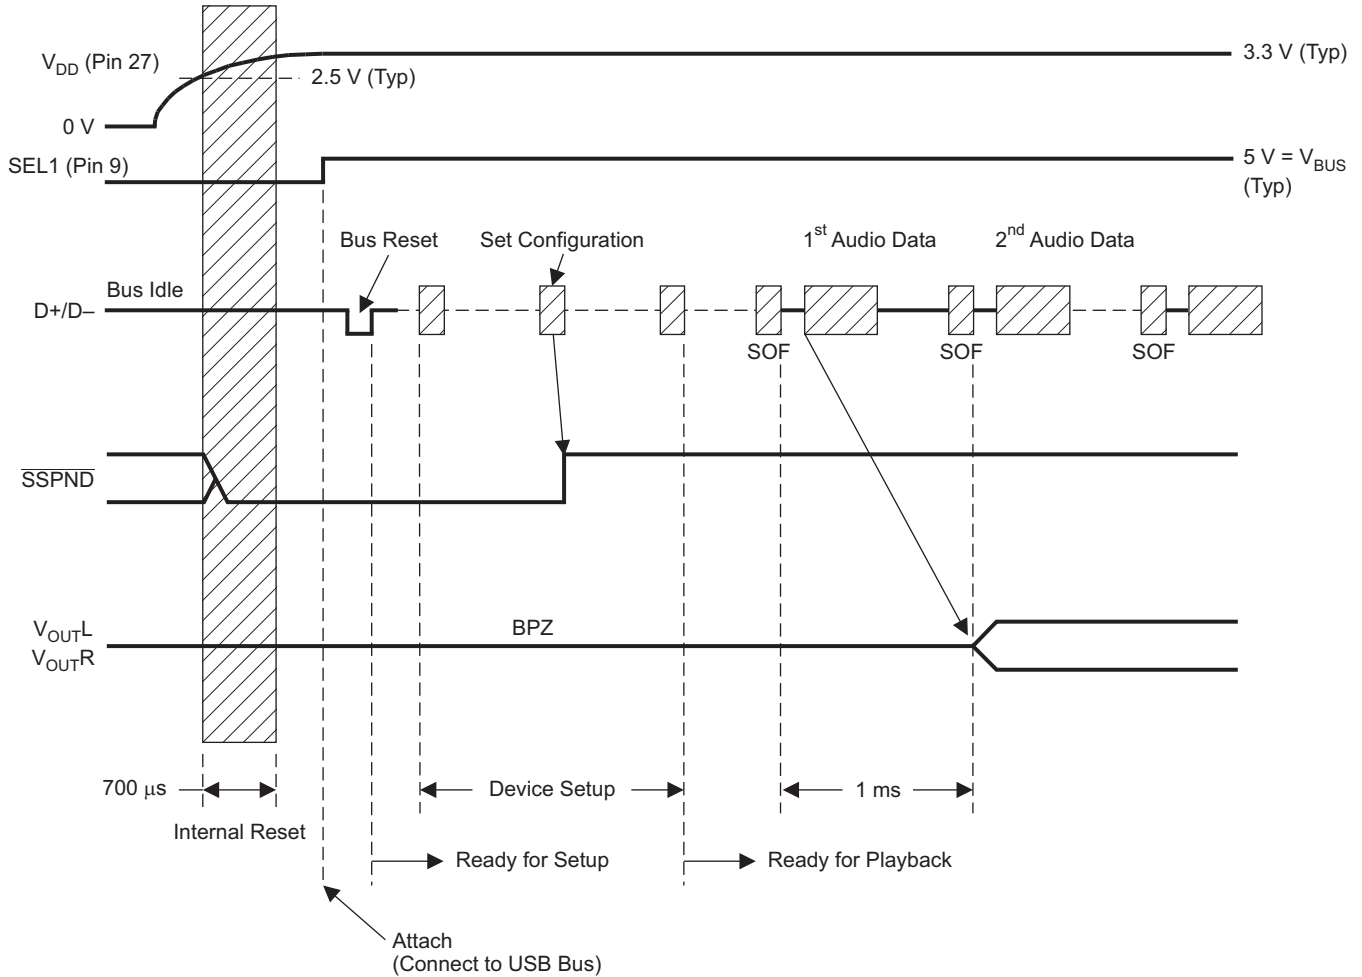 V_DD (Pin 27)
3.3 V (Typ)
2.5 V (Typ)
0 V
SEL1 (Pin 9)
5 V = V_BUS
(Typ)
Bus Reset
Set Configuration
1st Audio Data
2nd Audio Data
Bus Idle
D+/D–
SOF
SOF
SOF
SSPND
V_OUTL
V_OUTR
BPZ
700 μs
Device Setup
1 ms
Internal Reset
Ready for Setup
Ready for Playback
Attach
(Connect to USB Bus)